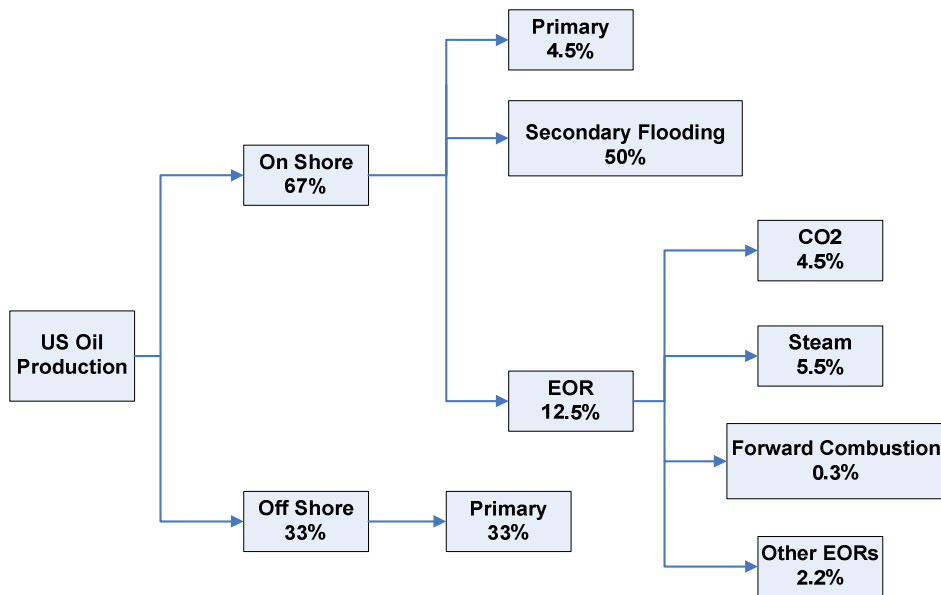 Primary
4.5%
Secondary Flooding
50%
On Shore
67%
CO2
4.5%
US Oil
Production
Steam
5.5%
EOR
12.5%
Forward Combustion
0.3%
Off Shore
33%
Primary
33%
Other EORs
2.2%